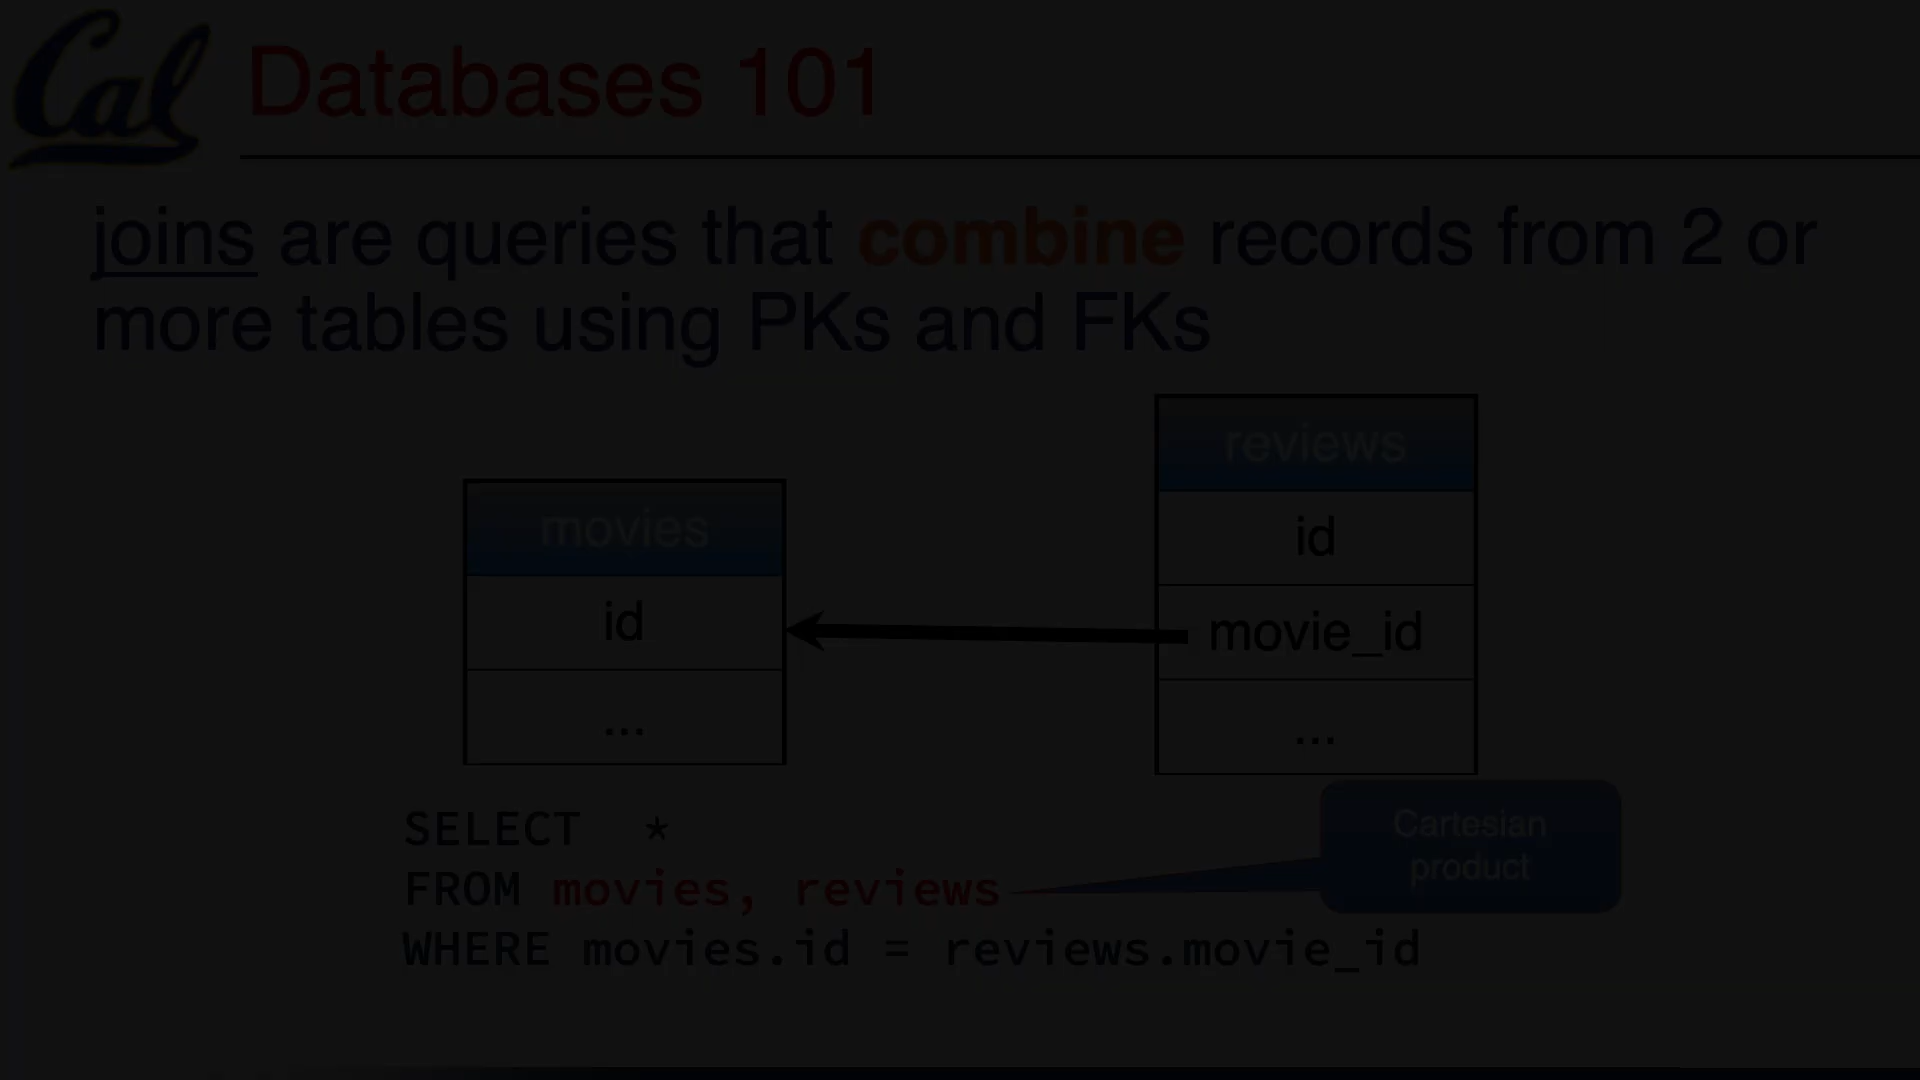 Cal
Databases 101
joins are queries that combine records from 2 or
more tables using PKs and FKs
movies
id
...
reviews
id
movie_id
...
SELECT  *
FROM movies, reviews
WHERE movies.id = reviews.movie_id
Cartesian
product